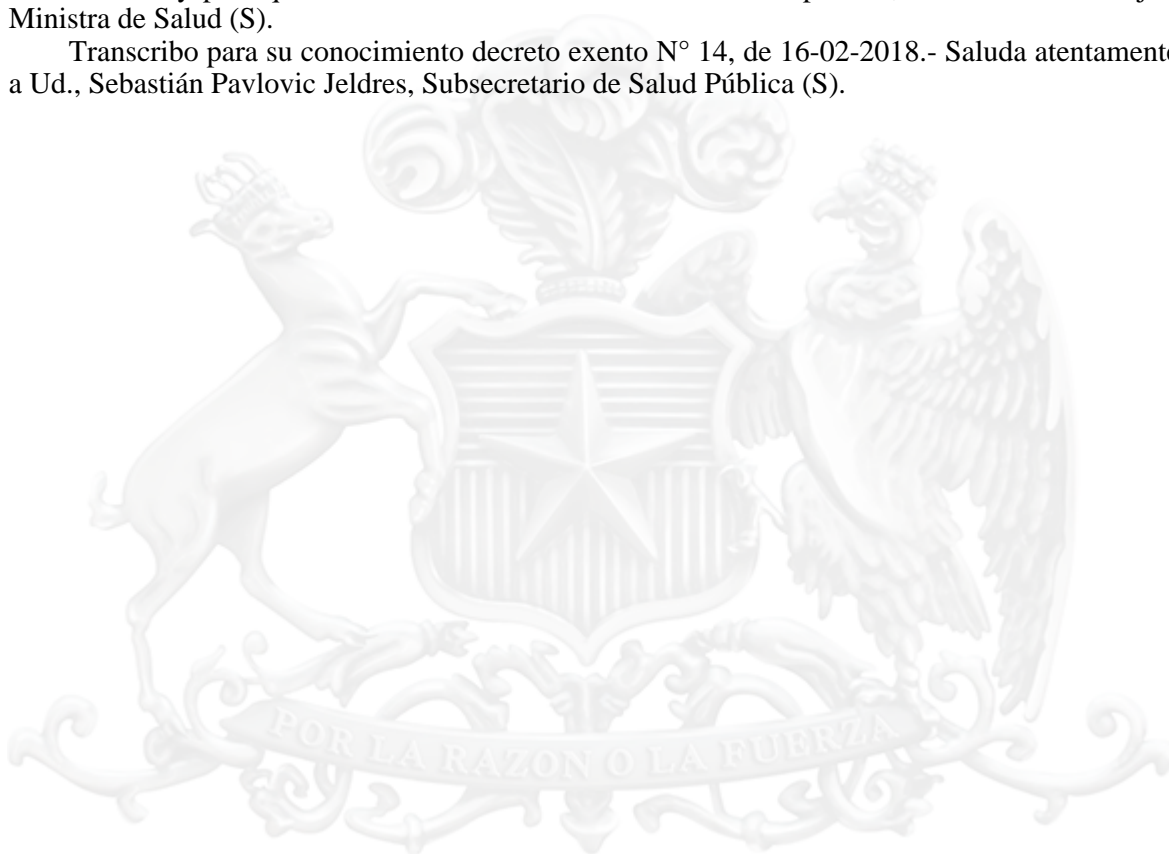 Ministra de Salud (S).
Transcribo para su conocimiento decreto exento N° 14, de 16-02-2018.- Saluda atentamente
a Ud., Sebastián Pavlovic Jeldres, Subsecretario de Salud Pública (S).
POR LA RAZON O LA FUERZA